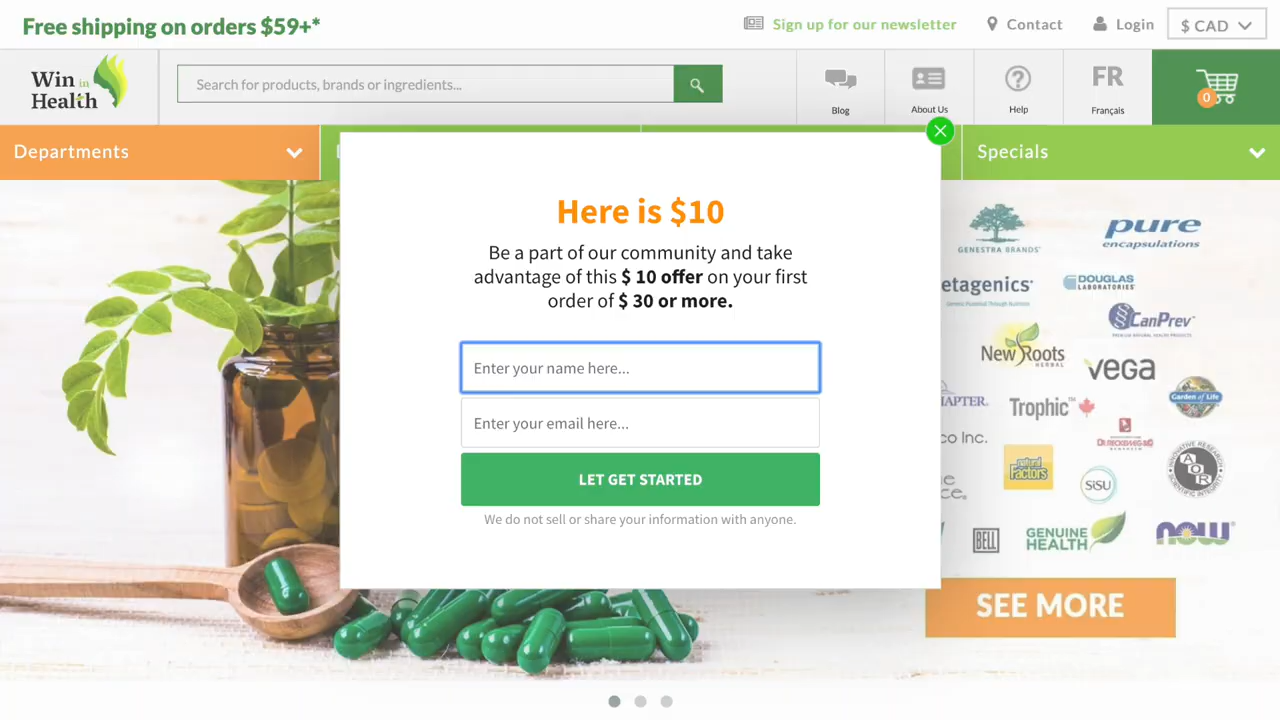 Free shipping on orders $59+*
Sign up for our newsletter
Contact
Login
$ CAD
Win in
Health
Search for products, brands or ingredients...
Blog
About Us
Help
FR
Français
0
Departments
Specials
Here is $10
Be a part of our community and take
advantage of this $ 10 offer on your first
order of $ 30 or more.
Enter your name here...
Enter your email here...
LET GET STARTED
We do not sell or share your information with anyone.
GENESTRA BRANDS
pure
encapsulations
etagenics
DOUGLAS
LABORATORIES
CanPrev
New Roots
HERBAL
vega
Trophic
Garden of Life
co Inc.
natural
Factors
SiSU
INNOVATIVE RESEARCH
AOR
SCIENTIFIC INTEGRITY
BELL
GENUINE
HEALTH
NOW
SEE MORE